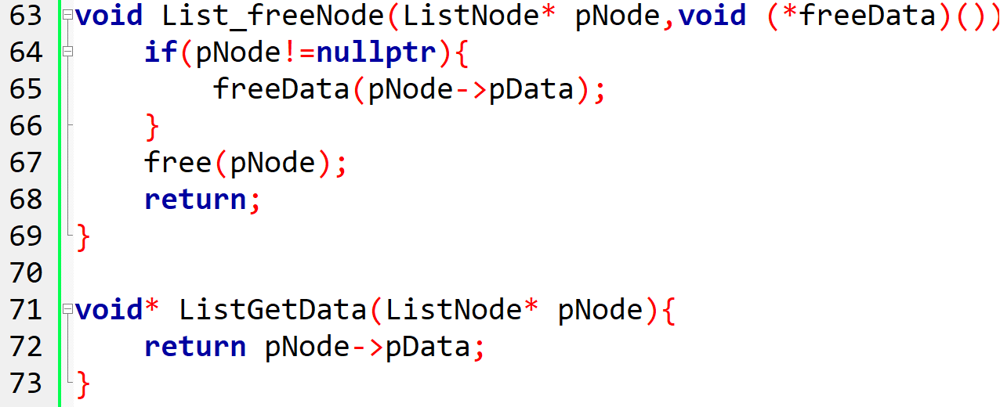 63 void List_freeNode(ListNode* pNode,void (*freeData)())
64     if(pNode!=nullptr){
65         freeData(pNode->pData);
66     }
67     free(pNode);
68     return;
69 }
70
71 void* ListGetData(ListNode* pNode){
72     return pNode->pData;
73 }